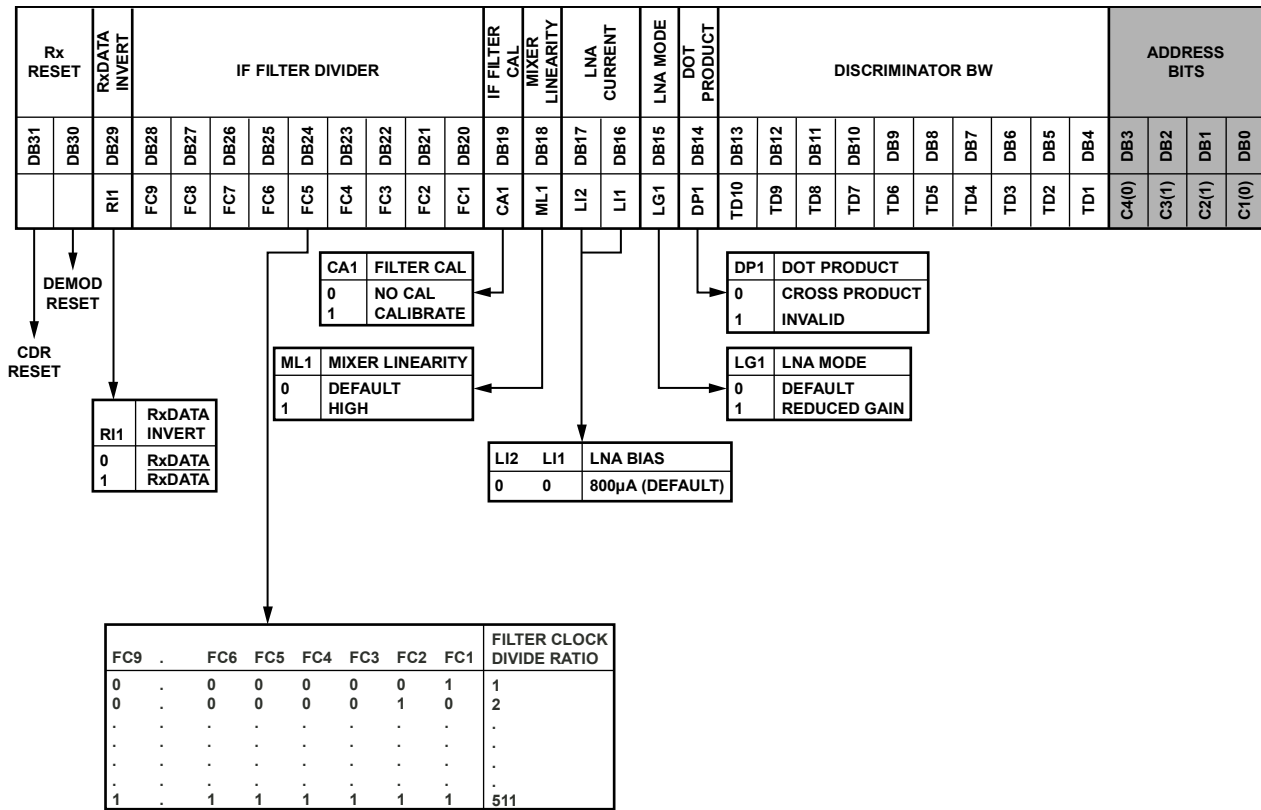 Rx RESET
RxDATA INVERT
IF FILTER DIVIDER
IF FILTER CAL
MIXER LINEARITY
LNA CURRENT
LNA MODE
DOT PRODUCT
DISCRIMINATOR BW
ADDRESS BITS
DB31 DB30 DB29 DB28 DB27 DB26 DB25 DB24 DB23 DB22 DB21 DB20 DB19 DB18 DB17 DB16 DB15 DB14 DB13 DB12 DB11 DB10 DB9 DB8 DB7 DB6 DB5 DB4 DB3 DB2 DB1 DB0
RI1 FC9 FC8 FC7 FC6 FC5 FC4 FC3 FC2 FC1 CA1 ML1 LI2 LI1 LG1 DP1 TD10 TD9 TD8 TD7 TD6 TD5 TD4 TD3 TD2 TD1 C4(0) C3(1) C2(1) C1(0)
DEMOD RESET
CDR RESET
CA1 FILTER CAL
0 NO CAL
1 CALIBRATE
DP1 DOT PRODUCT
0 CROSS PRODUCT
1 INVALID
ML1 MIXER LINEARITY
0 DEFAULT
1 HIGH
LG1 LNA MODE
0 DEFAULT
1 REDUCED GAIN
RI1 RxDATA INVERT
0 RxDATA
1 RxDATA
LI2 LI1 LNA BIAS
0 0 800µA (DEFAULT)
FC9 . FC6 FC5 FC4 FC3 FC2 FC1 FILTER CLOCK DIVIDE RATIO
0 . 0 0 0 0 0 1 1
0 . 0 0 0 0 1 0 2
. . . . . . . . .
. . . . . . . . .
. . . . . . . . .
. . . . . . . . .
1 . 1 1 1 1 1 1 511